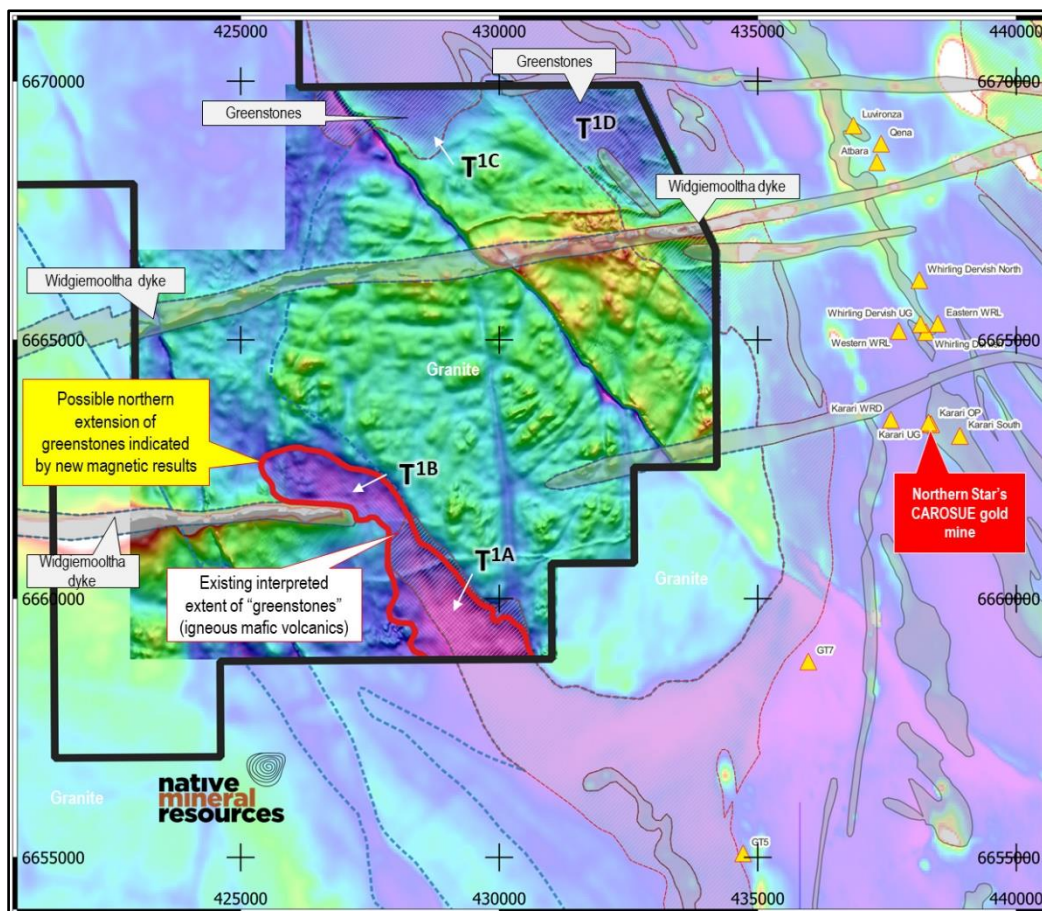 425000
430000
435000
440000
Greenstones
6670000
6670000
Greenstones
T1D
Luvironza
Qena
Atbara
T1C
Widgiemooltha dyke
Widgiemooltha dyke
Whirling Dervish North
Whirling Dervish UG
Eastern WRL
6665000
6665000
Western WRL
Whirling Dervish
Granite
Possible northern
extension of
greenstones indicated
by new magnetic results
Karari WRD
Karari OP
Karari UG
Karari South
T1B
Northern Star's
CAROSUE gold
mine
Widgiemooltha dyke
Existing interpreted
extent of “greenstones”
(igneous mafic volcanics)
T1A
Granite
6660000
6660000
GT7
native
mineral
resources
Granite
6655000
GT5
6655000
425000
430000
435000
440000